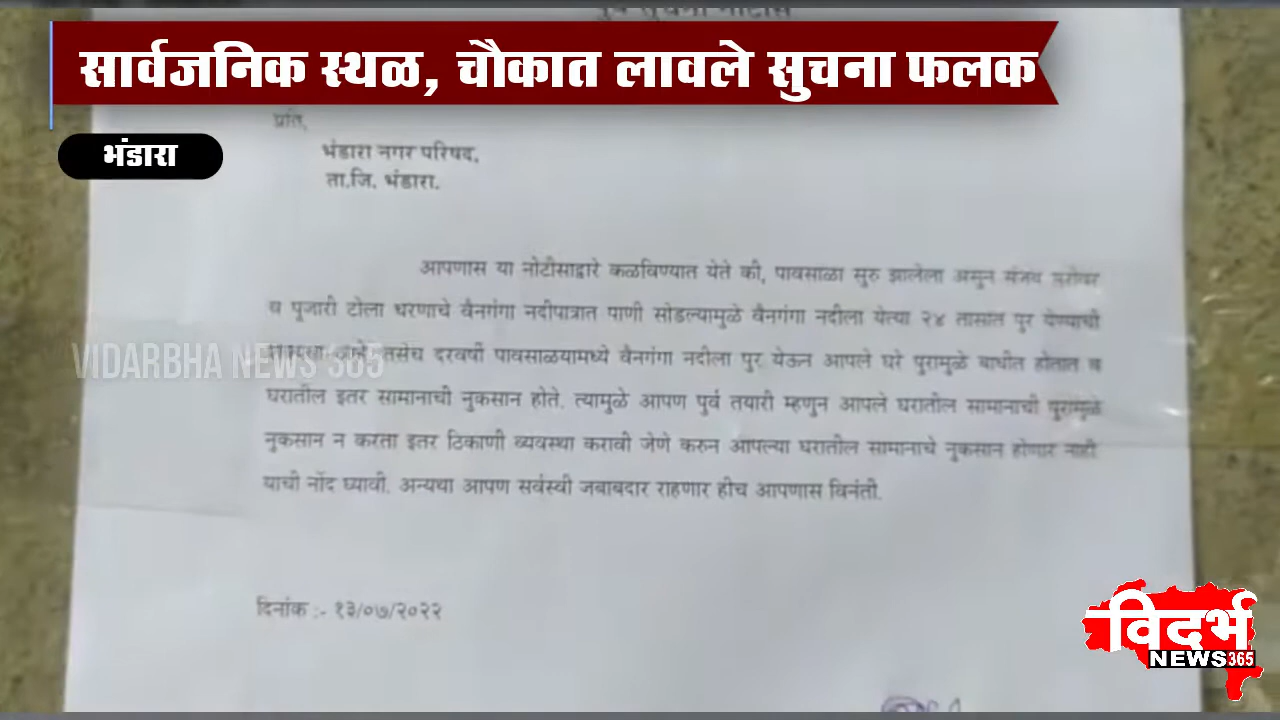 सार्वजनिक स्थळ, चौकात लावले सुचना फलक
भंडारा
प्रति,
भंडारा नगर परिषद,
ता.जि. भंडारा.
आपणास या नोटीसाद्वारे कळविण्यात येते की, पावसाळा सुरु झालेला असुन संजय सरोवर
व पुजारी टोला धरणाचे वैनगंगा नदीपात्रात पाणी सोडल्यामुळे वैनगंगा नदीला येत्या २४ तासात पुर येण्याची
तसेच दरवर्षी पावसाळयामध्ये वैनगंगा नदीला पुर येऊन आपले घरे पुरामुळे बाधीत होतात व
घरातील इतर सामानाची नुकसान होते. त्यामुळे आपण पुर्व तयारी म्हणुन आपले घरातील सामानाची पुरामुळे
नुकसान न करता इतर ठिकाणी व्यवस्था करावी जेणे करुन आपल्या घरातील सामानाचे नुकसान होणार नाही
याची नोंद घ्यावी. अन्यथा आपण सर्वस्वी जबाबदार राहणार हीच आपणास विनंती.
दिनांक :- १३/०७/२०२२
VIDARBHA NEWS 365
विदर्भ
NEWS 365